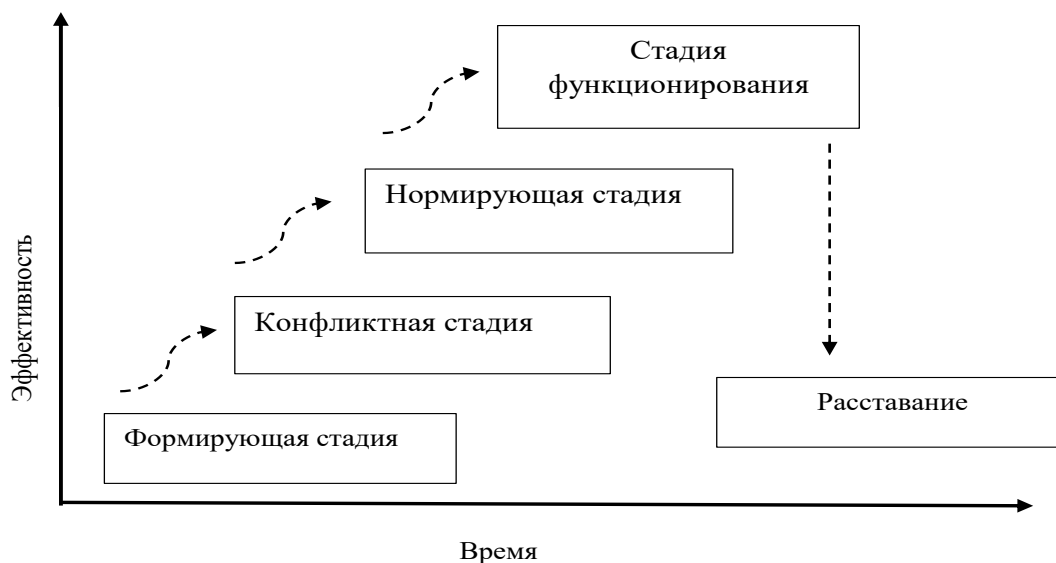 Стадия
функционирования
Нормирующая стадия
Конфликтная стадия
Формирующая стадия
Расставание
Эффективность
Время